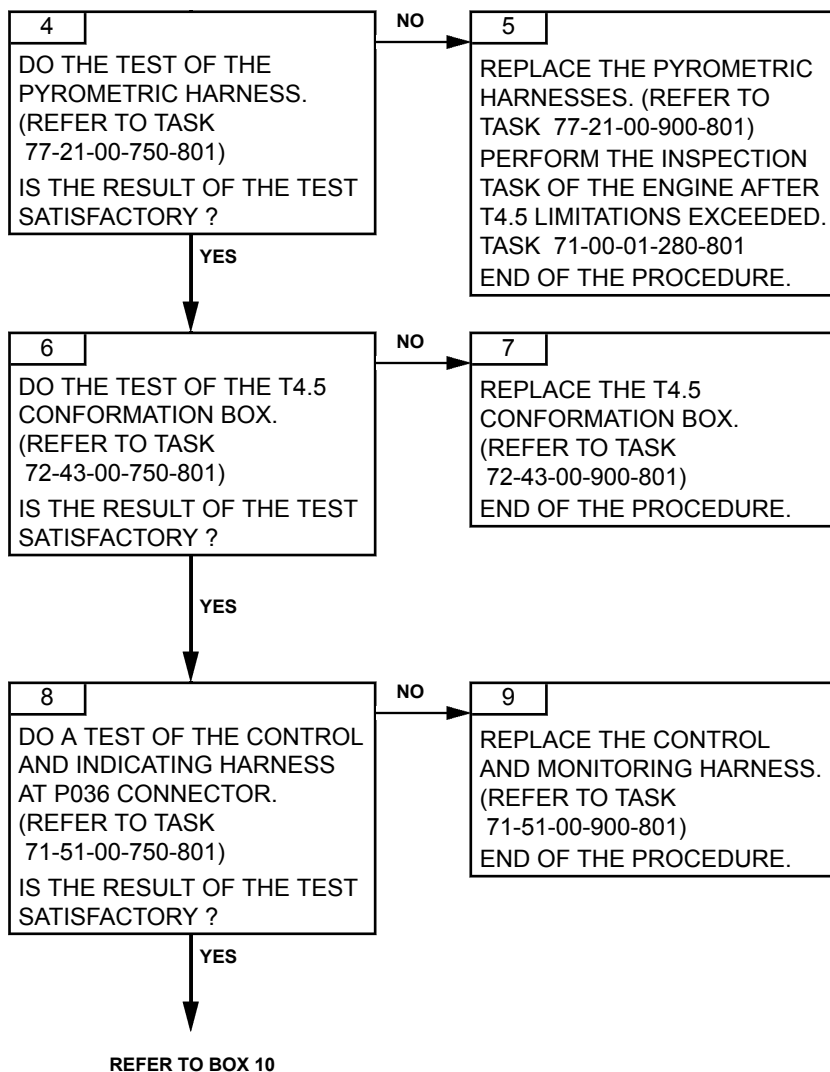 4
DO THE TEST OF THE
PYROMETRIC HARNESS.
(REFER TO TASK
77-21-00-750-801)
IS THE RESULT OF THE TEST
SATISFACTORY ?
NO
5
REPLACE THE PYROMETRIC
HARNESSES. (REFER TO
TASK 77-21-00-900-801)
PERFORM THE INSPECTION
TASK OF THE ENGINE AFTER
T4.5 LIMITATIONS EXCEEDED.
TASK 71-00-01-280-801
END OF THE PROCEDURE.
YES
6
DO THE TEST OF THE T4.5
CONFORMATION BOX.
(REFER TO TASK
72-43-00-750-801)
IS THE RESULT OF THE TEST
SATISFACTORY ?
NO
7
REPLACE THE T4.5
CONFORMATION BOX.
(REFER TO TASK
72-43-00-900-801)
END OF THE PROCEDURE.
YES
8
DO A TEST OF THE CONTROL
AND INDICATING HARNESS
AT P036 CONNECTOR.
(REFER TO TASK
71-51-00-750-801)
IS THE RESULT OF THE TEST
SATISFACTORY ?
NO
9
REPLACE THE CONTROL
AND MONITORING HARNESS.
(REFER TO TASK
71-51-00-900-801)
END OF THE PROCEDURE.
YES
REFER TO BOX 10